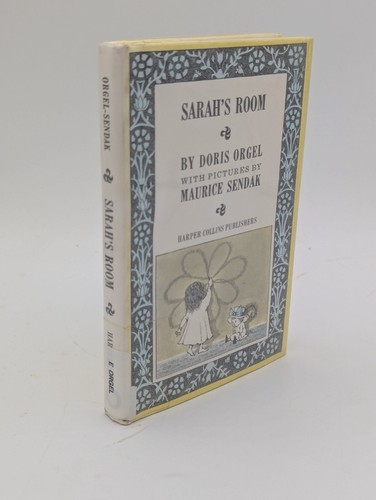 SARAH'S ROOM
BY DORIS ORGEL
WITH PICTURES BY
MAURICE SENDAK
HARPER COLLINS PUBLISHERS
ORGEL-SENDAK
SARAH'S ROOM
HAR
E ORGEL